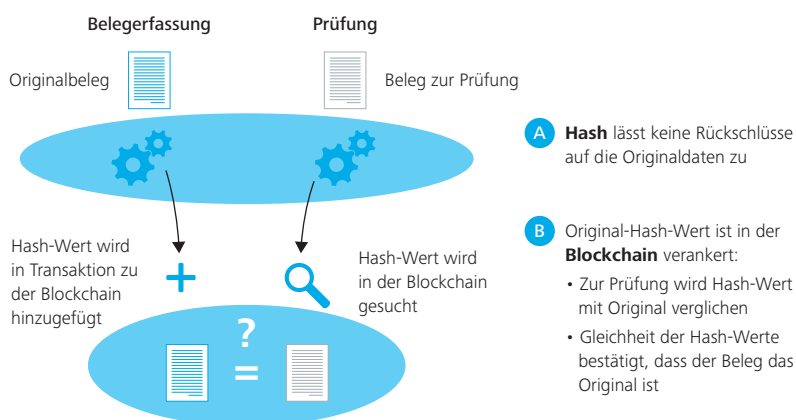 Belegerfassung
Prüfung
Originalbeleg
Beleg zur Prüfung
A
Hash lässt keine Rückschlüsse
auf die Originaldaten zu
Hash-Wert wird
in Transaktion zu
der Blockchain
hinzugefügt
Hash-Wert wird
in der Blockchain
gesucht
B
Original-Hash-Wert ist in der
Blockchain verankert:
• Zur Prüfung wird Hash-Wert
mit Original verglichen
• Gleichheit der Hash-Werte
bestätigt, dass der Beleg das
Original ist
?
=